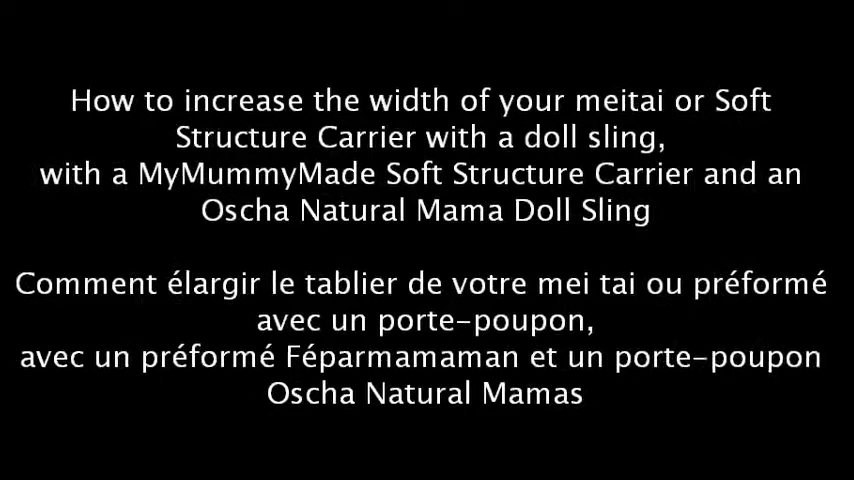 How to increase the width of your meitai or Soft
Structure Carrier with a doll sling,
with a MyMummyMade Soft Structure Carrier and an
Oscha Natural Mama Doll Sling
Comment élargir le tablier de votre mei tai ou préformé
avec un porte-poupon,
avec un préformé Féparmamaman et un porte-poupon
Oscha Natural Mamas